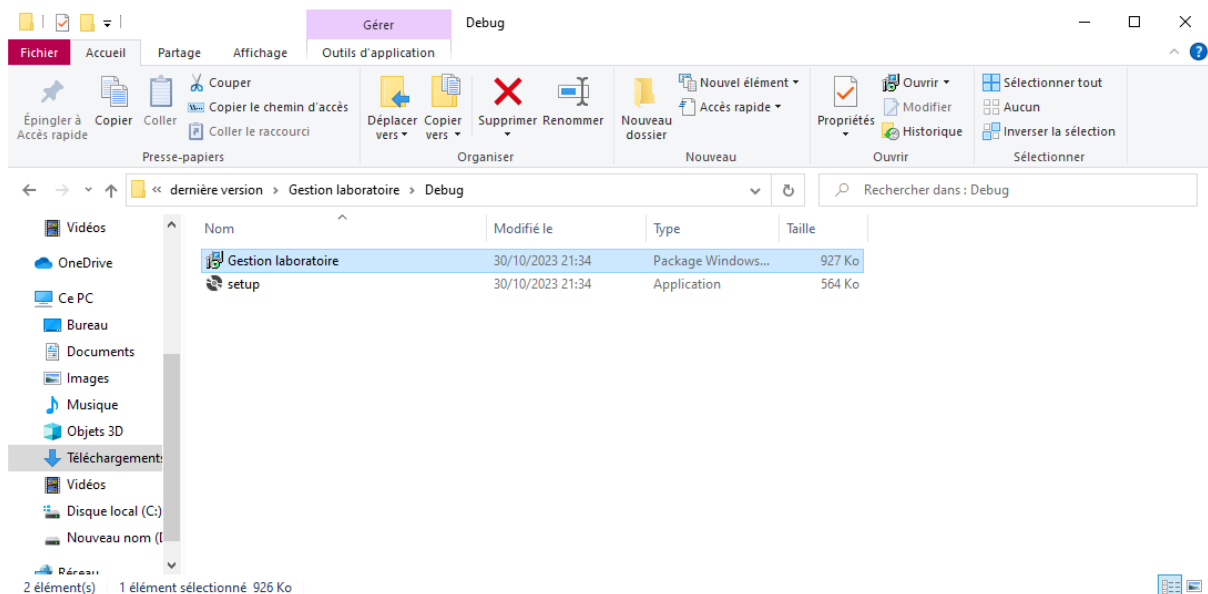 Gérer
Debug
Fichier
Accueil
Partage
Affichage
Outils d'application
Épingler à Accès rapide
Copier
Coller
Couper
Copier le chemin d'accès
Coller le raccourci
Presse-papiers
Déplacer vers
Copier vers
Supprimer
Renommer
Organiser
Nouveau dossier
Nouvel élément
Accès rapide
Nouveau
Propriétés
Ouvrir
Modifier
Historique
Ouvrir
Sélectionner tout
Aucun
Inverser la sélection
Sélectionner
« dernière version > Gestion laboratoire > Debug
Rechercher dans : Debug
Vidéos
OneDrive
Ce PC
Bureau
Documents
Images
Musique
Objets 3D
Téléchargements
Vidéos
Disque local (C:)
Nouveau nom (D
Réseau
Nom
Modifié le
Type
Taille
Gestion laboratoire
30/10/2023 21:34
Package Windows...
927 Ko
setup
30/10/2023 21:34
Application
564 Ko
2 élément(s)
1 élément sélectionné 926 Ko